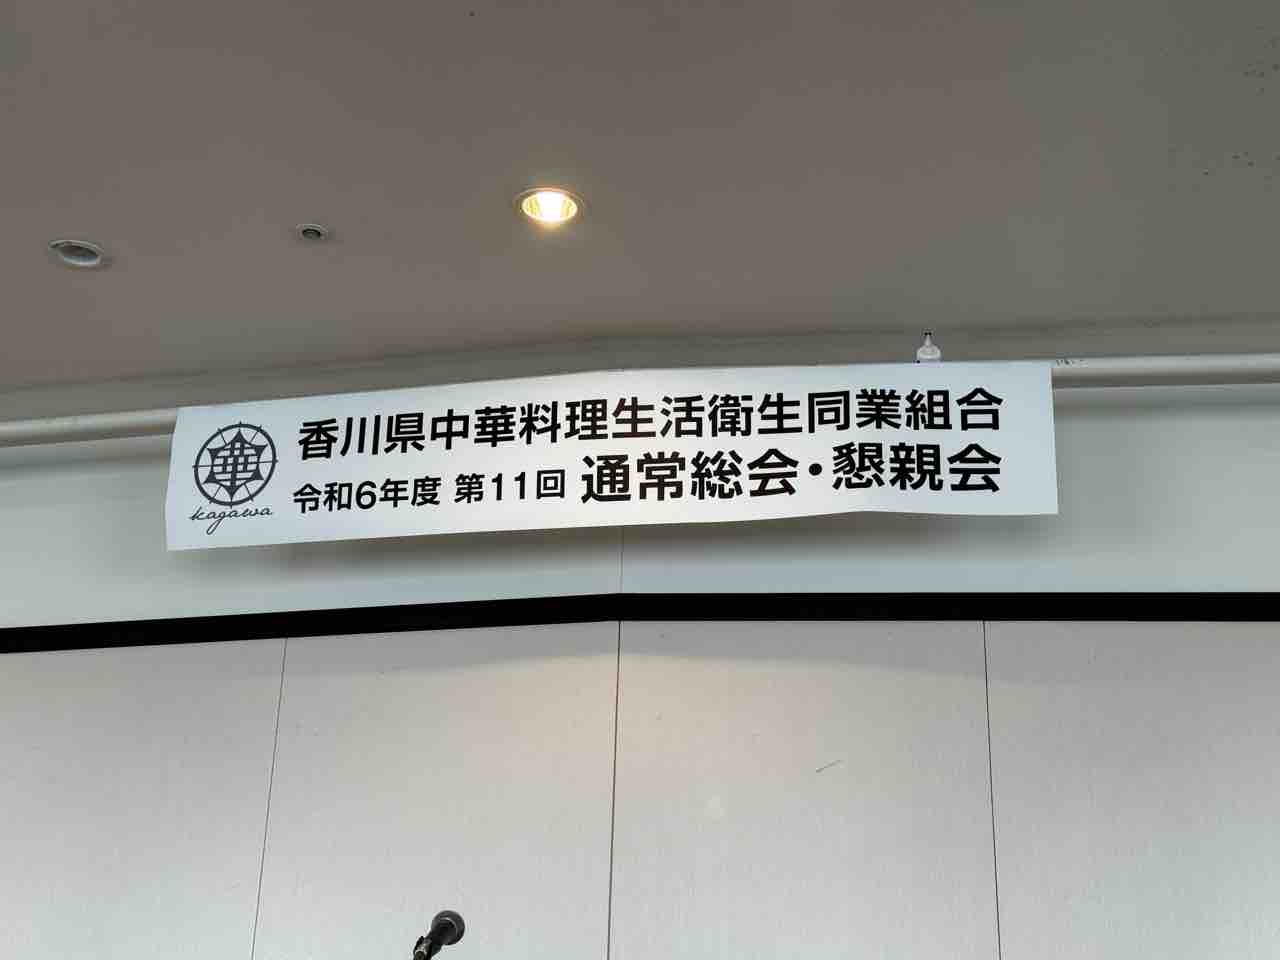 香川県中華料理生活衛生同業組合
令和6年度 第11回 通常総会・懇親会
華
kagawa